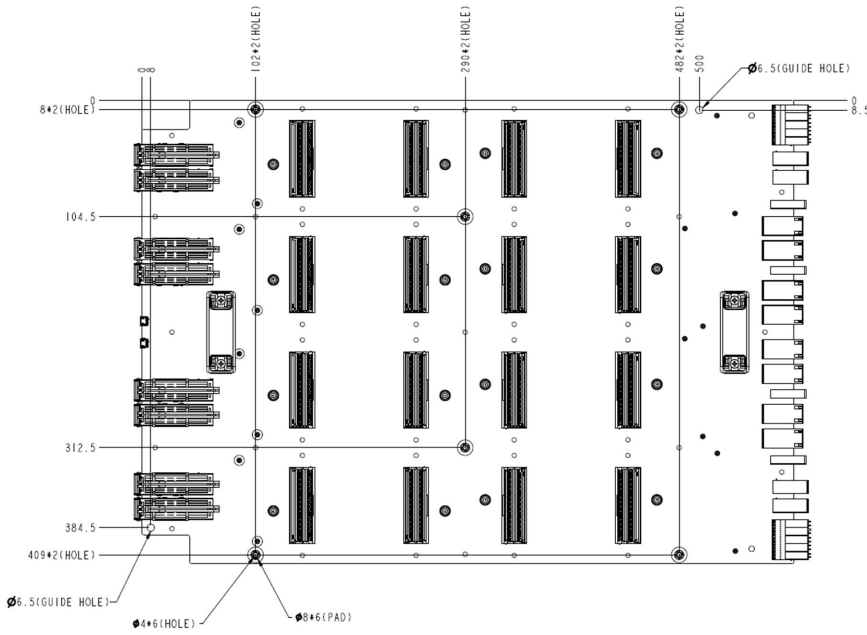 0
8
102*2(HOLE)
290*2(HOLE)
482*2(HOLE)
500
Ø6.5(GUIDE HOLE)
0
0
8*2(HOLE)
8.5
104.5
312.5
384.5
409*2(HOLE)
Ø6.5(GUIDE HOLE)
Ø4*6(HOLE)
Ø8*6(PAD)